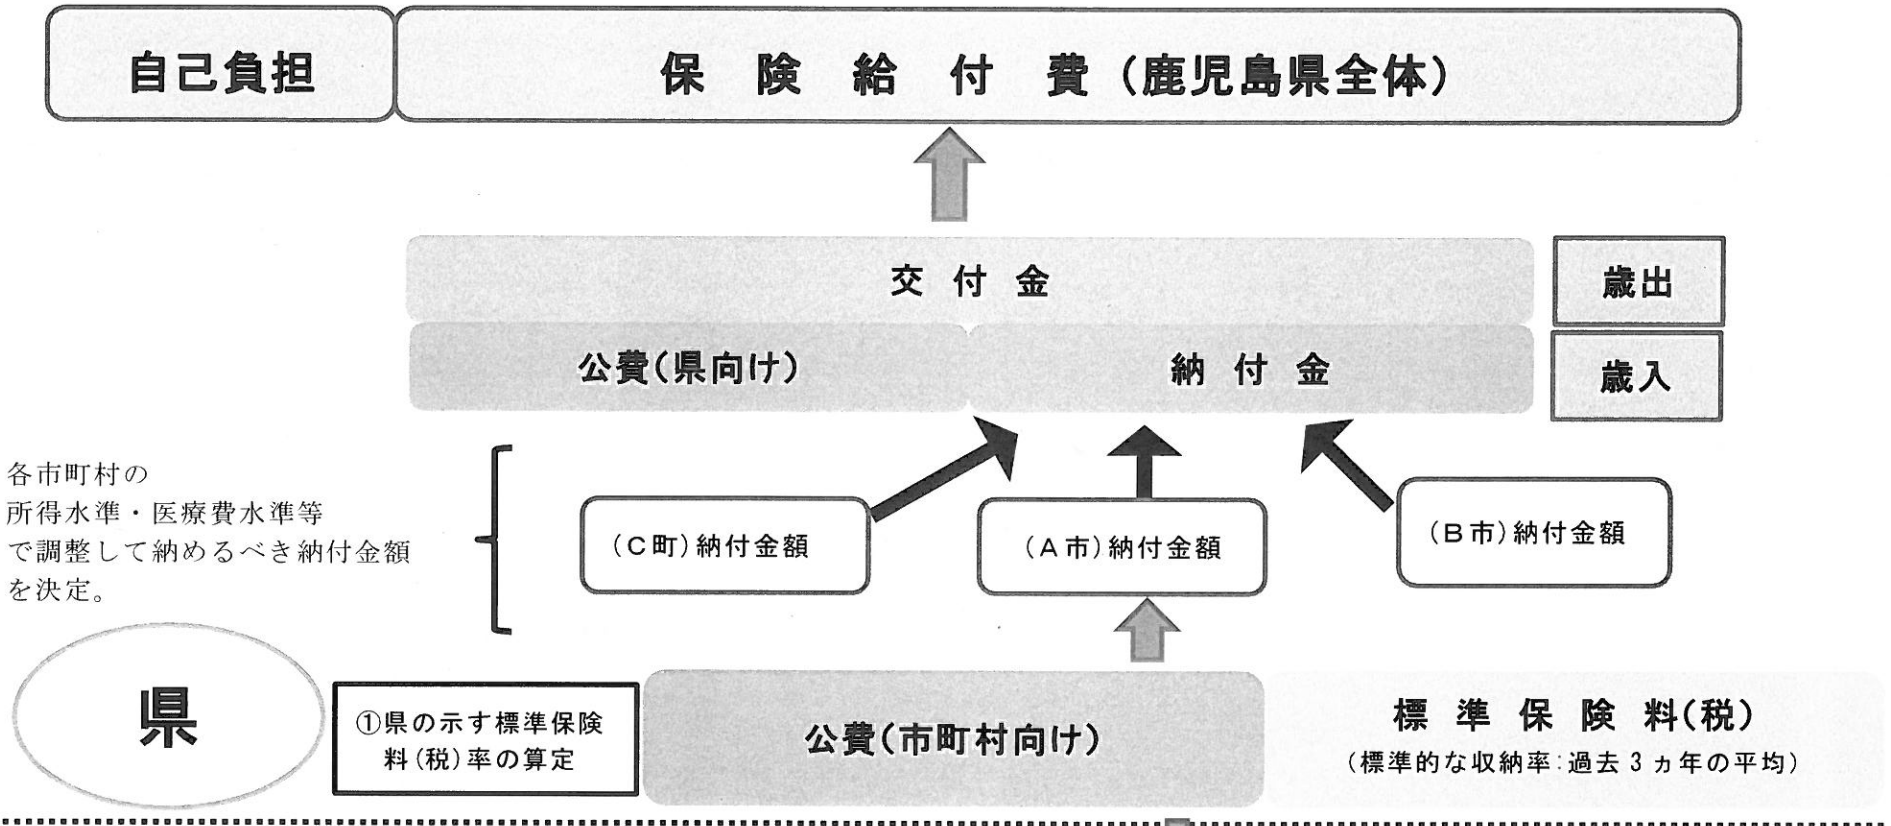 自己負担
保険給付費(鹿児島県全体)
交付金
歳出
公費(県向け)
納付金
歳入
各市町村の
所得水準・医療費水準等
で調整して納めるべき納付金額
を決定。
(C町)納付金額
(A市)納付金額
(B市)納付金額
県
①県の示す標準保険
料(税)率の算定
公費(市町村向け)
標準保険料(税)
(標準的な収納率:過去3ヵ年の平均)